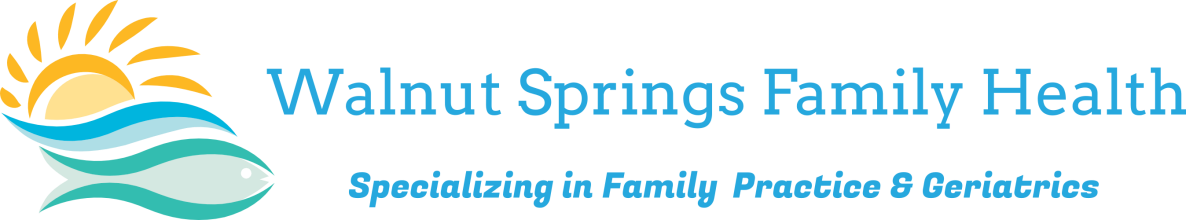 Walnut Springs Family Health
Specializing in Family Practice & Geriatrics